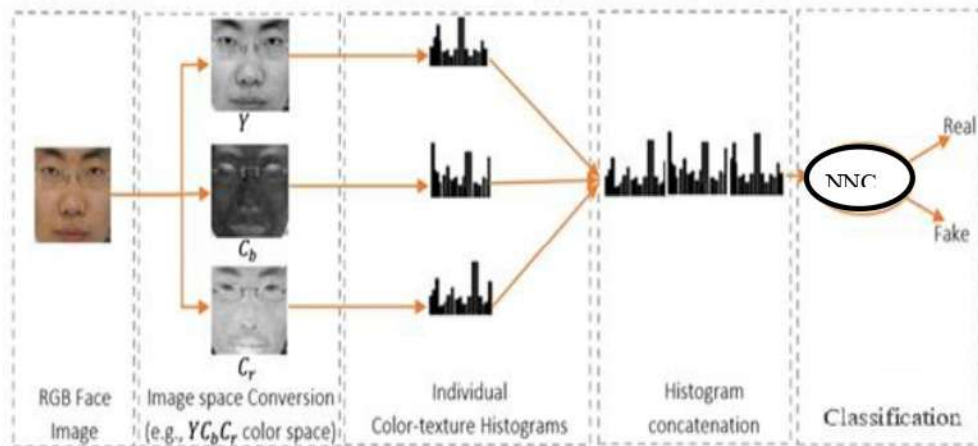 Y
C_b
C_r
NNC
Real
Fake
RGB Face
Image
Image space Conversion
(e.g., YC_bC_r color space)
Individual
Color-texture Histograms
Histogram
concatenation
Classification